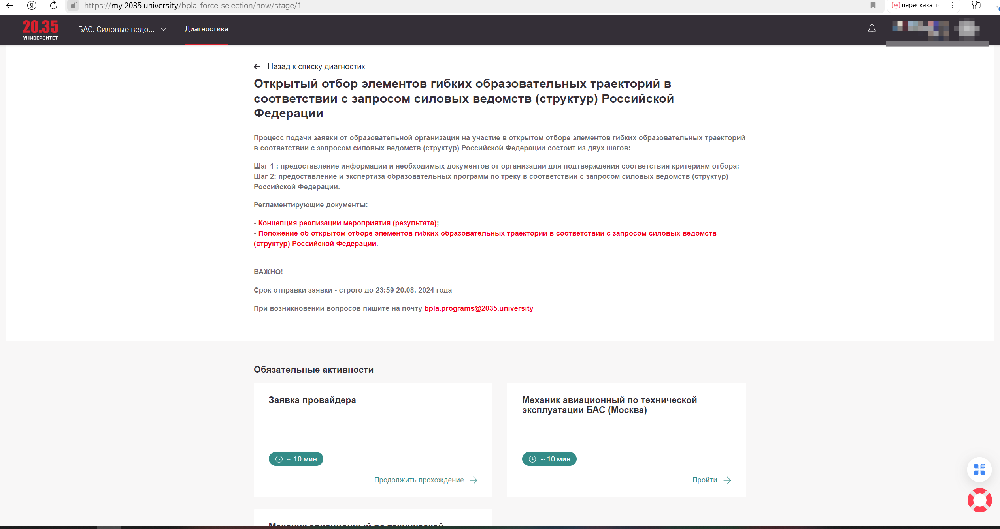 https://my.2035.university/bpla_force_selection/now/stage/1
пересказать
20.35
УНИВЕРСИТЕТ
БАС. Силовые ведо...
Диагностика
Назад к списку диагностик
Открытый отбор элементов гибких образовательных траекторий в
соответствии с запросом силовых ведомств (структур) Российской
Федерации
Процесс подачи заявки от образовательной организации на участие в открытом отборе элементов гибких образовательных траекторий
в соответствии с запросом силовых ведомств (структур) Российской Федерации состоит из двух шагов:
Шаг 1 : предоставление информации и необходимых документов от организации для подтверждения соответствия критериям отбора;
Шаг 2: предоставление и экспертиза образовательных программ по треку в соответствии с запросом силовых ведомств (структур)
Российской Федерации.
Регламентирующие документы:
- Концепция реализации мероприятия (результата);
- Положение об открытом отборе элементов гибких образовательных траекторий в соответствии с запросом силовых ведомств
(структур) Российской Федерации.
ВАЖНО!
Срок отправки заявки - строго до 23:59 20.08. 2024 года
При возникновении вопросов пишите на почту bpla.programs@2035.university
Обязательные активности
Заявка провайдера
~ 10 мин
Продолжить прохождение
Механик авиационный по технической
эксплуатации БАС (Москва)
~ 10 мин
Пройти
Механик авиационный по технической